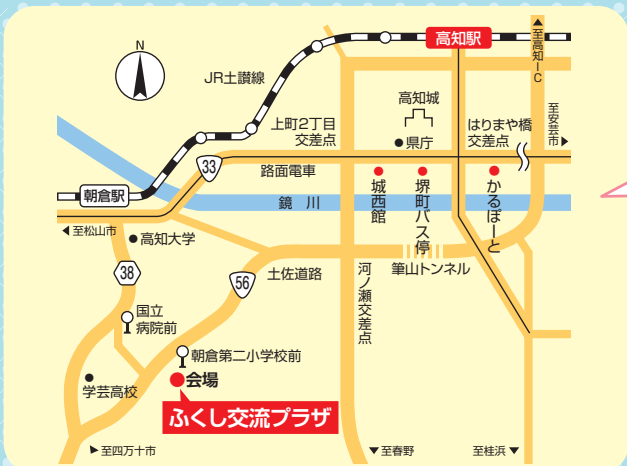 N
高知駅
至高知IC
JR土讃線
高知城
至安芸市
上町2丁目
交差点
県庁
はりまや橋
交差点
33
路面電車
朝倉駅
鏡川
城西館
堺町バス停
かるぽーと
至松山市
高知大学
38
56
土佐道路
河ノ瀬交差点
筆山トンネル
国立
病院前
朝倉第二小学校前
会場
学芸高校
ふくし交流プラザ
至四万十市
至春野
至桂浜